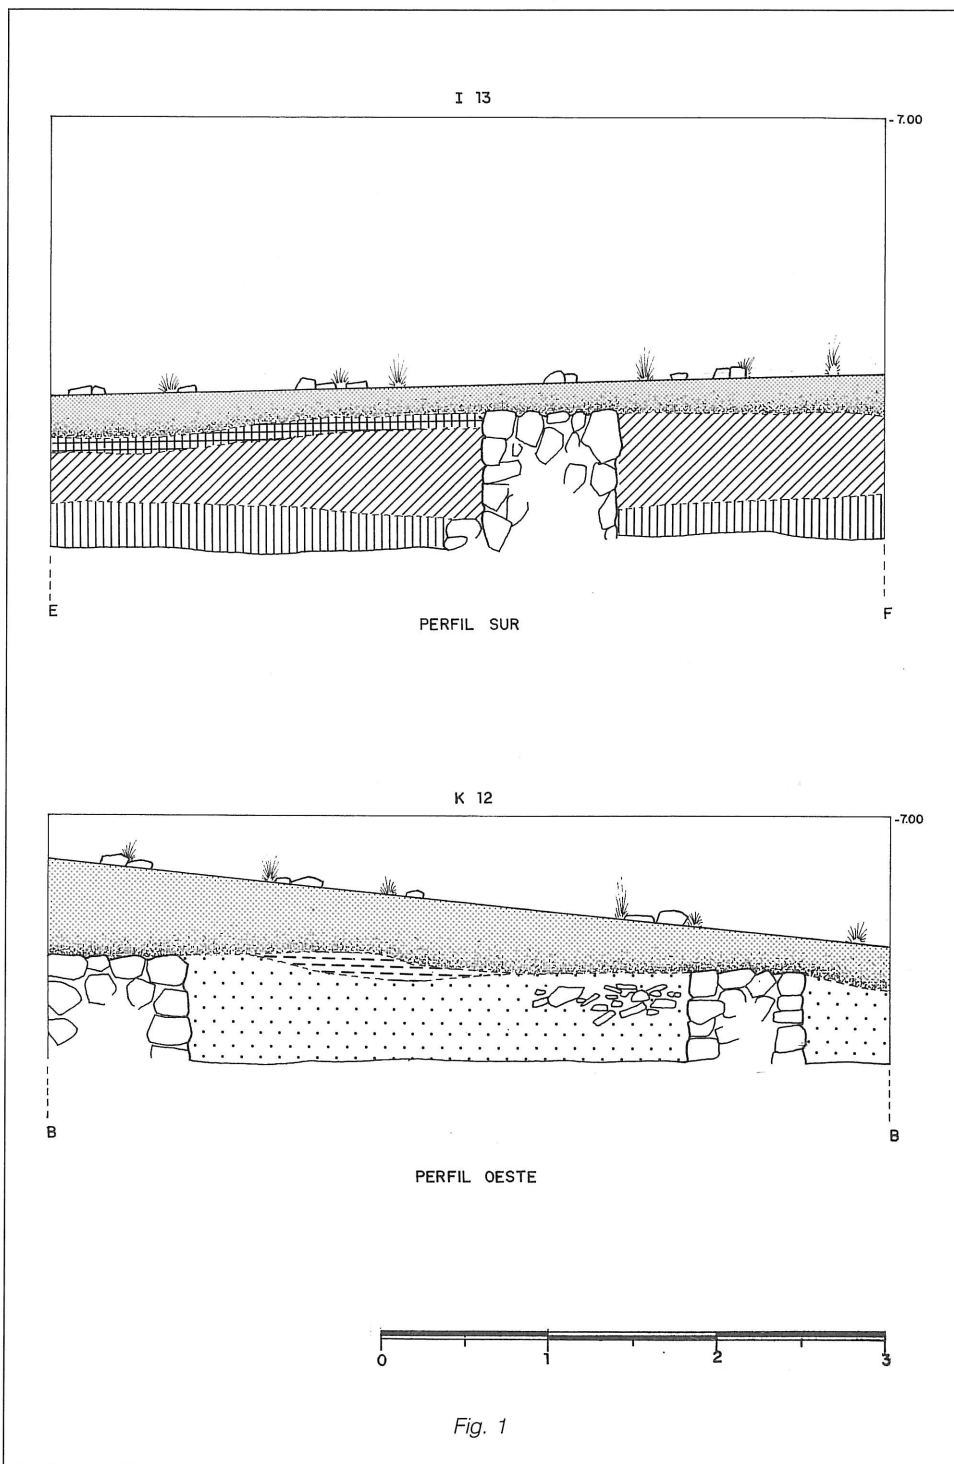 I 13
-7.00
E
F
PERFIL SUR
K 12
-7.00
B
B
PERFIL OESTE
0 1 2 3
Fig. 1